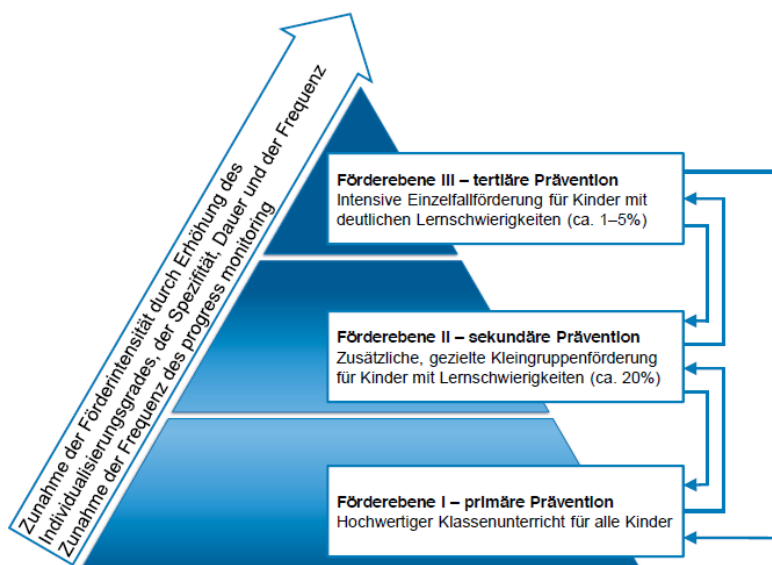 Zunahme der Förderintensität durch Erhöhung des
Individualisierungsgrades, der Spezifität, Dauer und der Frequenz
Zunahme der Frequenz des progress monitoring
Förderebene III – tertiäre Prävention
Intensive Einzelfallförderung für Kinder mit
deutlichen Lernschwierigkeiten (ca. 1–5%)
Förderebene II – sekundäre Prävention
Zusätzliche, gezielte Kleingruppenförderung
für Kinder mit Lernschwierigkeiten (ca. 20%)
Förderebene I – primäre Prävention
Hochwertiger Klassenunterricht für alle Kinder